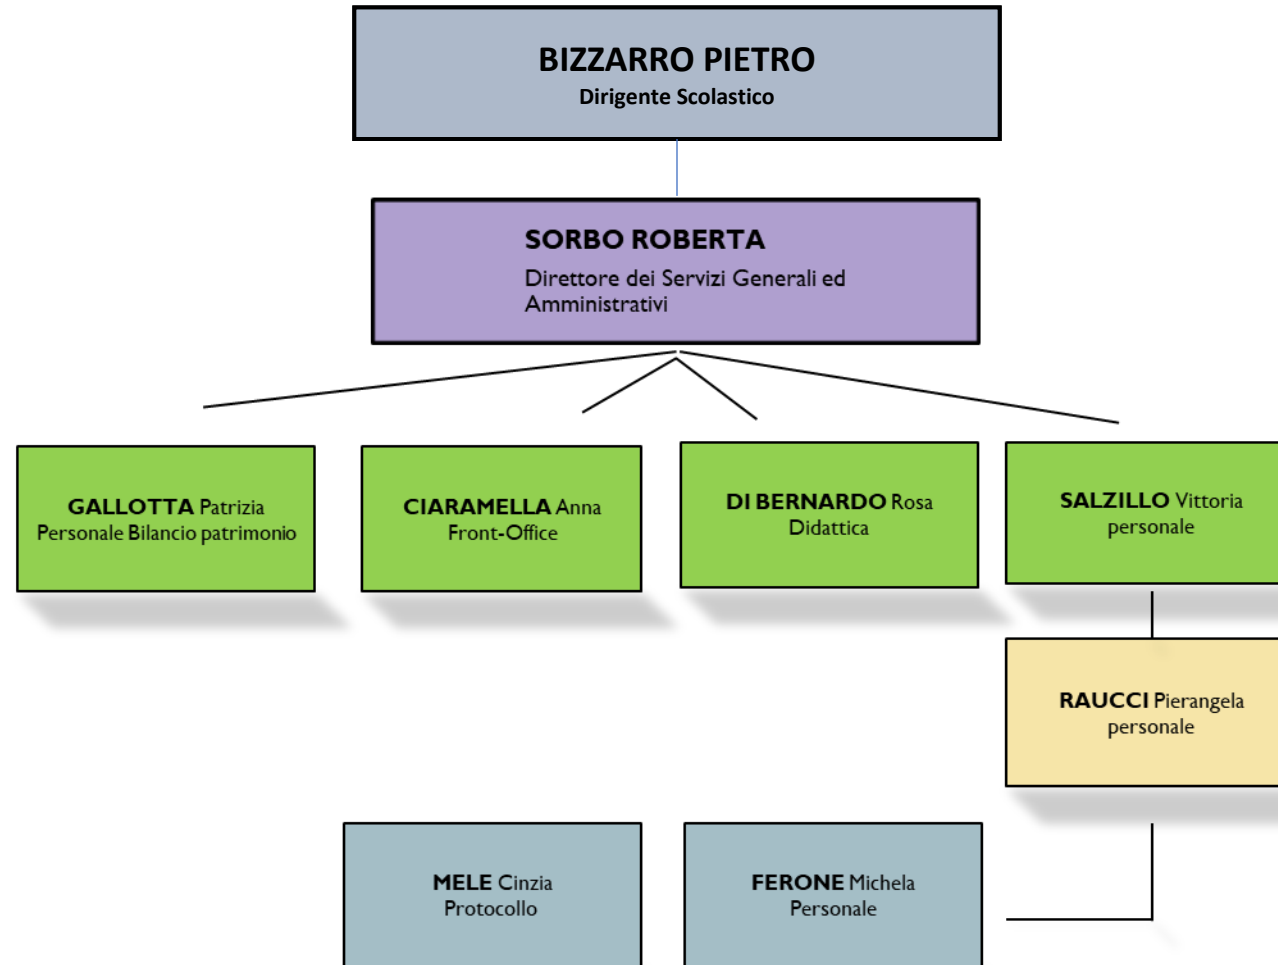 BIZZARRO PIETRO
Dirigente Scolastico
SORBO ROBERTA
Direttore dei Servizi Generali ed
Amministrativi
GALLOTTA Patrizia
Personale Bilancio patrimonio
CIARAMELLA Anna
Front-Office
DI BERNARDO Rosa
Didattica
SALZILLO Vittoria
personale
RAUCCI Pierangela
personale
MELE Cinzia
Protocollo
FERONE Michela
Personale